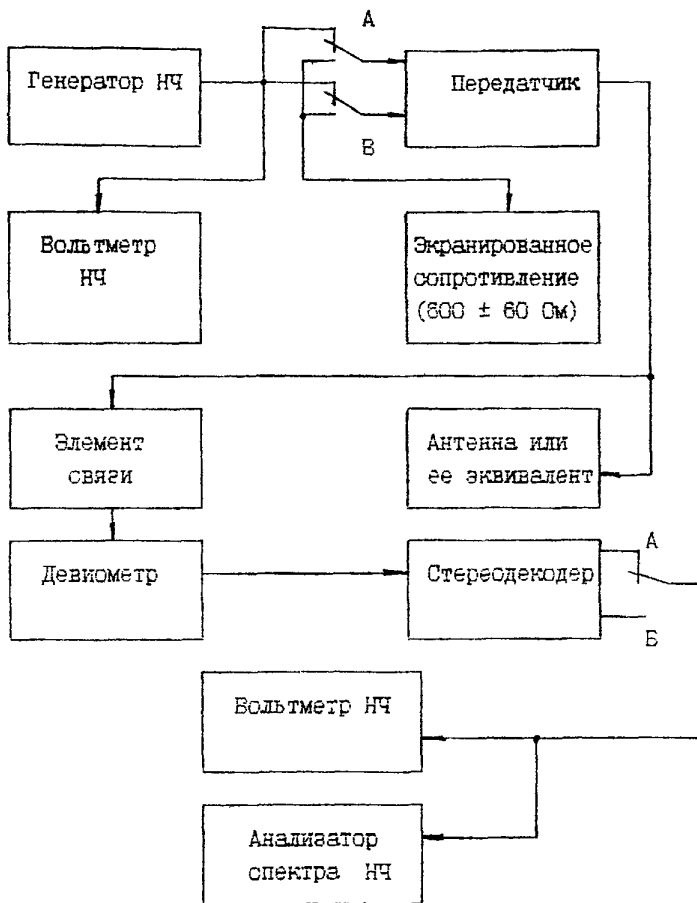 А
Генератор НЧ
Передатчик
В
Вольтметр
НЧ
Экранированное
сопротивление
(600 ± 60 Ом)
Элемент
связи
Антенна или
ее эквивалент
Девиометр
Стереодекодер
А
Б
Вольтметр НЧ
Анализатор
спектра НЧ